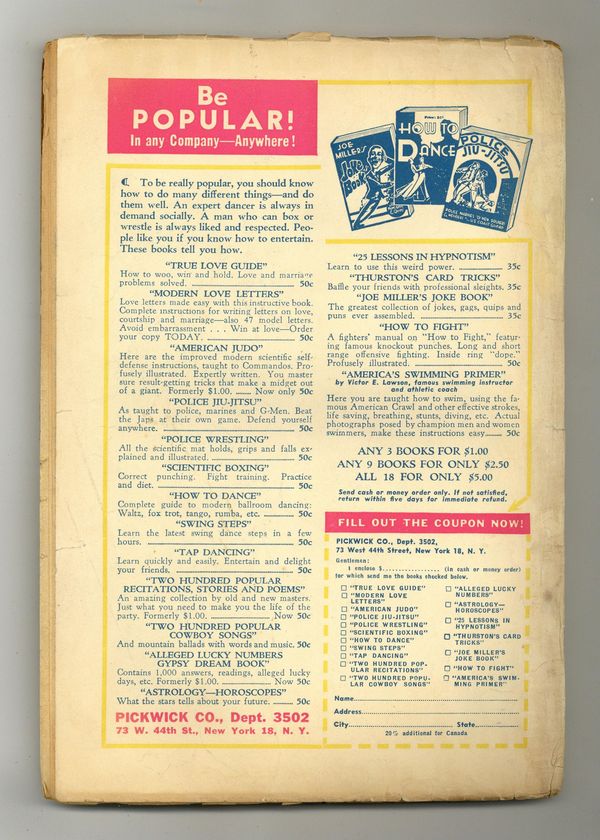 Be
POPULAR!
In any Company—Anywhere!
¶ To be really popular, you should know
how to do many different things—and do
them well. An expert dancer is always in
demand socially. A man who can box or
wrestle is always liked and respected. Peo-
ple like you if you know how to entertain.
These books tell you how.
"TRUE LOVE GUIDE"
How to woo, win and hold. Love and marriage
problems solved. 50c
"MODERN LOVE LETTERS"
Love letters made easy with this instructive book.
Complete instructions for writing letters on love,
courtship and marriage—also 47 model letters.
Avoid embarrassment . . . Win at love—Order
your copy TODAY. 50c
"AMERICAN JUDO"
Here are the improved modern scientific self-
defense instructions, taught to Commandos. Pro-
fusely illustrated. Expertly written. You master
sure result-getting tricks that make a midget out
of a giant. Formerly $1.00. Now only 50c
"POLICE JIU-JITSU"
As taught to police, marines and G-Men. Beat
the Japs at their own game. Defend yourself
anywhere. 50c
"POLICE WRESTLING"
All the scientific mat holds, grips and falls ex-
plained and illustrated. 50c
"SCIENTIFIC BOXING"
Correct punching. Fight training. Practice
and diet. 50c
"HOW TO DANCE"
Complete guide to modern ballroom dancing:
Waltz, fox trot, tango, rumba, etc. 50c
"SWING STEPS"
Learn the latest swing dance steps in a few
hours. 50c
"TAP DANCING"
Learn quickly and easily. Entertain and delight
your friends. 50c
"TWO HUNDRED POPULAR
RECITATIONS, STORIES AND POEMS"
An amazing collection by old and new masters.
Just what you need to make you the life of the
party. Formerly $1.00. Now 50c
"TWO HUNDRED POPULAR
COWBOY SONGS"
And mountain ballads with words and music. 50c
"ALLEGED LUCKY NUMBERS
GYPSY DREAM BOOK"
Contains 1,000 answers, readings, alleged lucky
days, etc. Formerly $1.00. Now 50c
"ASTROLOGY—HOROSCOPES"
What the stars tells about your future. 50c
PICKWICK CO., Dept. 3502
73 W. 44th St., New York 18, N. Y.
JOE
MILLER'S
JOKE
BOOK
HOW TO
DANCE
POLICE
JIU-JITSU
"25 LESSONS IN HYPNOTISM"
Learn to use this weird power. 35c
"THURSTON'S CARD TRICKS"
Baffle your friends with professional sleights. 35c
"JOE MILLER'S JOKE BOOK"
The greatest collection of jokes, gags, quips and
puns ever assembled. 35c
"HOW TO FIGHT"
A fighters' manual on "How to Fight," featur-
ing famous knockout punches. Long and short
range offensive fighting. Inside ring "dope."
Profusely illustrated. 50c
"AMERICA'S SWIMMING PRIMER"
by Victor E. Lawson, famous swimming instructor
and athletic coach
Here you are taught how to swim, using the fa-
mous American Crawl and other effective strokes,
life saving, breathing, stunts, diving, etc. Actual
photographs posed by champion men and women
swimmers, make these instructions easy 50c
ANY 3 BOOKS FOR $1.00
ANY 9 BOOKS FOR ONLY $2.50
ALL 18 FOR ONLY $5.00
Send cash or money order only. If not satisfied,
return within five days for immediate refund.
FILL OUT THE COUPON NOW!
PICKWICK CO., Dept. 3502,
73 West 44th Street, New York 18, N. Y.
Gentlemen:
I enclose $................... (in cash or money order)
for which send me the books checked below.
☐ "TRUE LOVE GUIDE"
☐ "MODERN LOVE
LETTERS"
☐ "AMERICAN JUDO"
☐ "POLICE JIU-JITSU"
☐ "POLICE WRESTLING"
☐ "SCIENTIFIC BOXING"
☐ "HOW TO DANCE"
☐ "SWING STEPS"
☐ "TAP DANCING"
☐ "TWO HUNDRED POP-
ULAR RECITATIONS"
☐ "TWO HUNDRED POPU-
LAR COWBOY SONGS"
☐ "ALLEGED LUCKY
NUMBERS"
☐ "ASTROLOGY—
HOROSCOPES"
☐ "25 LESSONS IN
HYPNOTISM"
☐ "THURSTON'S CARD
TRICKS"
☐ "JOE MILLER'S
JOKE BOOK"
☐ "HOW TO FIGHT"
☐ "AMERICA'S SWIM-
MING PRIMER"
Name
Address
City State
20% additional for Canada